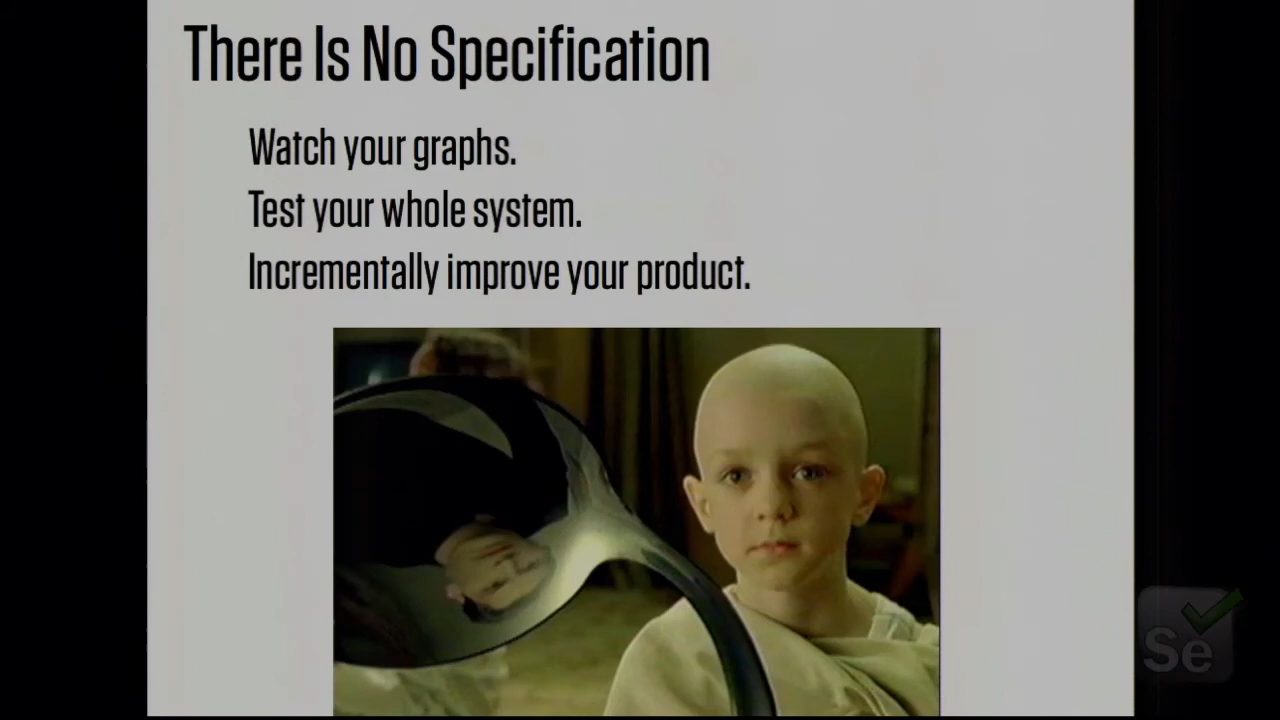 There Is No Specification
Watch your graphs.
Test your whole system.
Incrementally improve your product.
Se